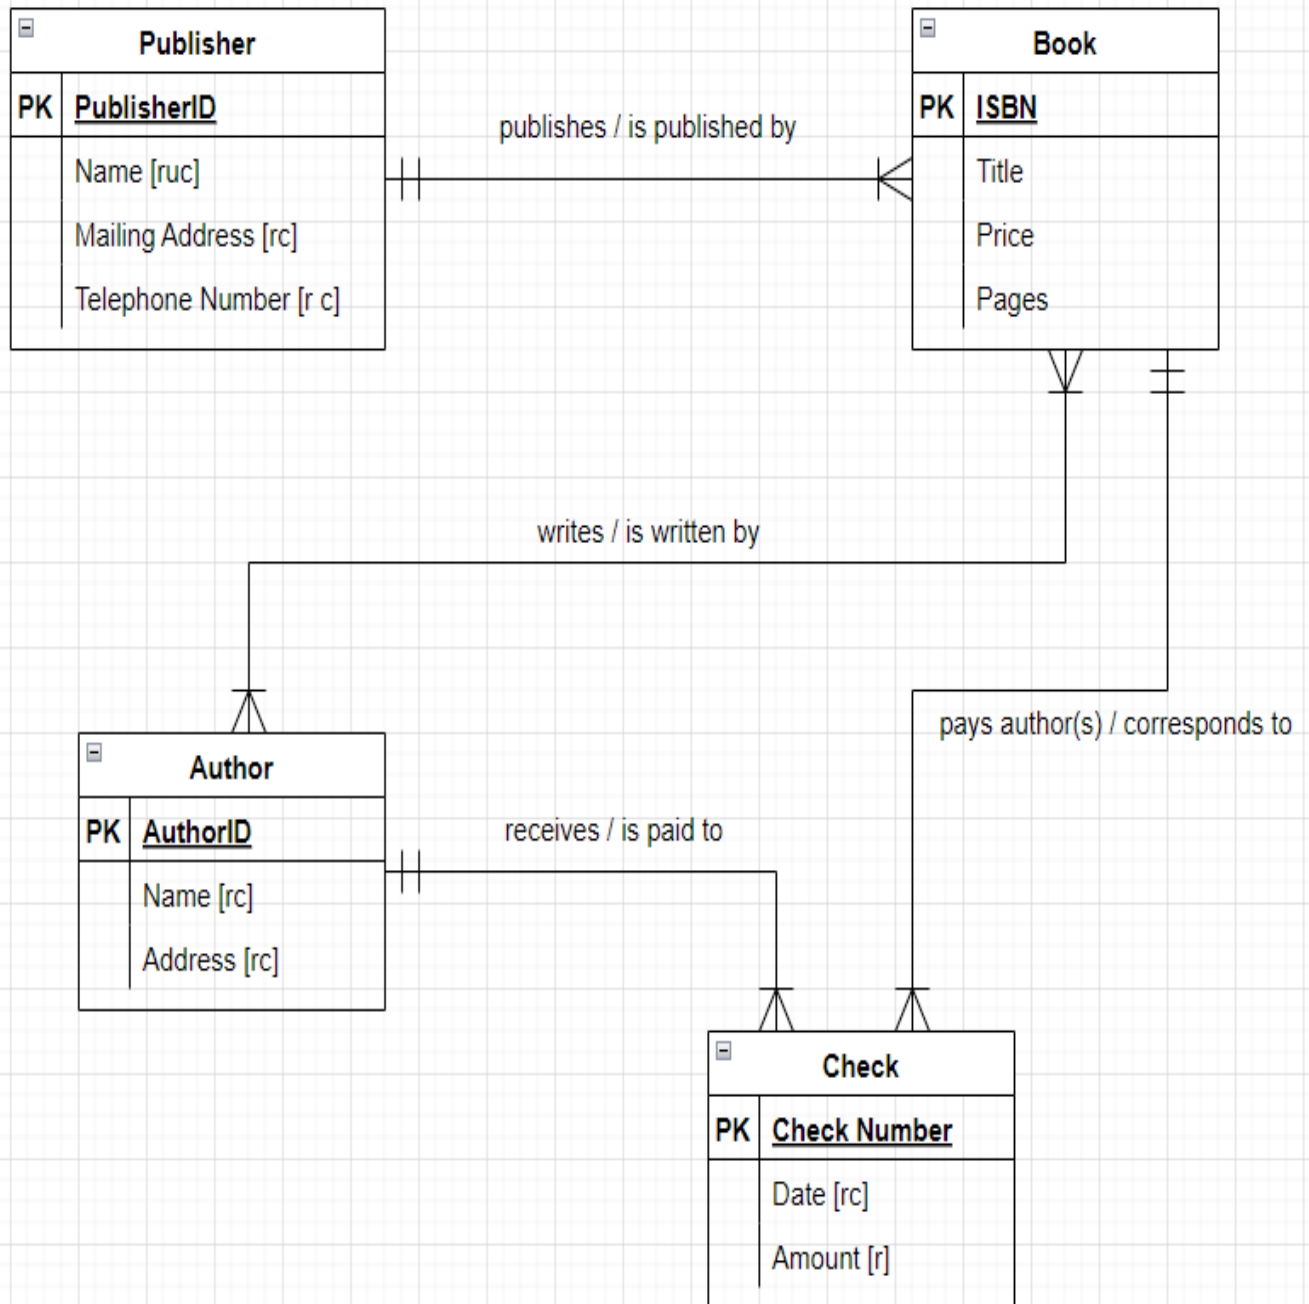 Publisher
PK PublisherID
Name [ruc]
Mailing Address [rc]
Telephone Number [r c]
publishes / is published by
Book
PK ISBN
Title
Price
Pages
writes / is written by
pays author(s) / corresponds to
Author
PK AuthorID
Name [rc]
Address [rc]
receives / is paid to
Check
PK Check Number
Date [rc]
Amount [r]